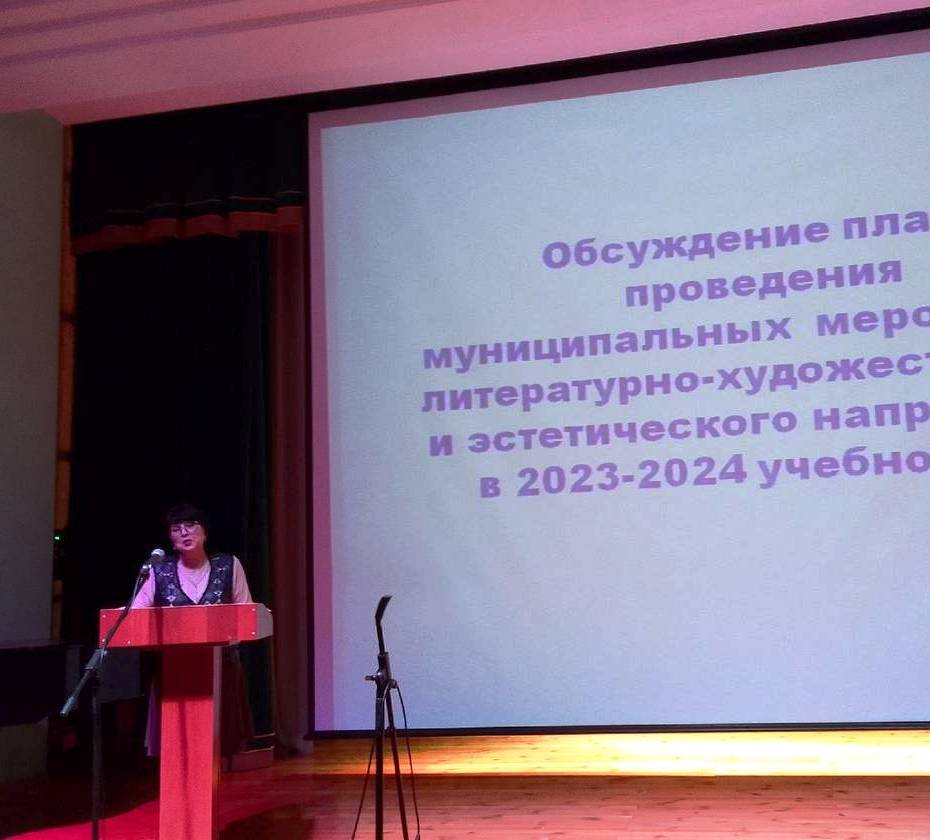 Обсуждение пла
проведения
муниципальных меро
литературно-художест
и эстетического напр
в 2023-2024 учебно